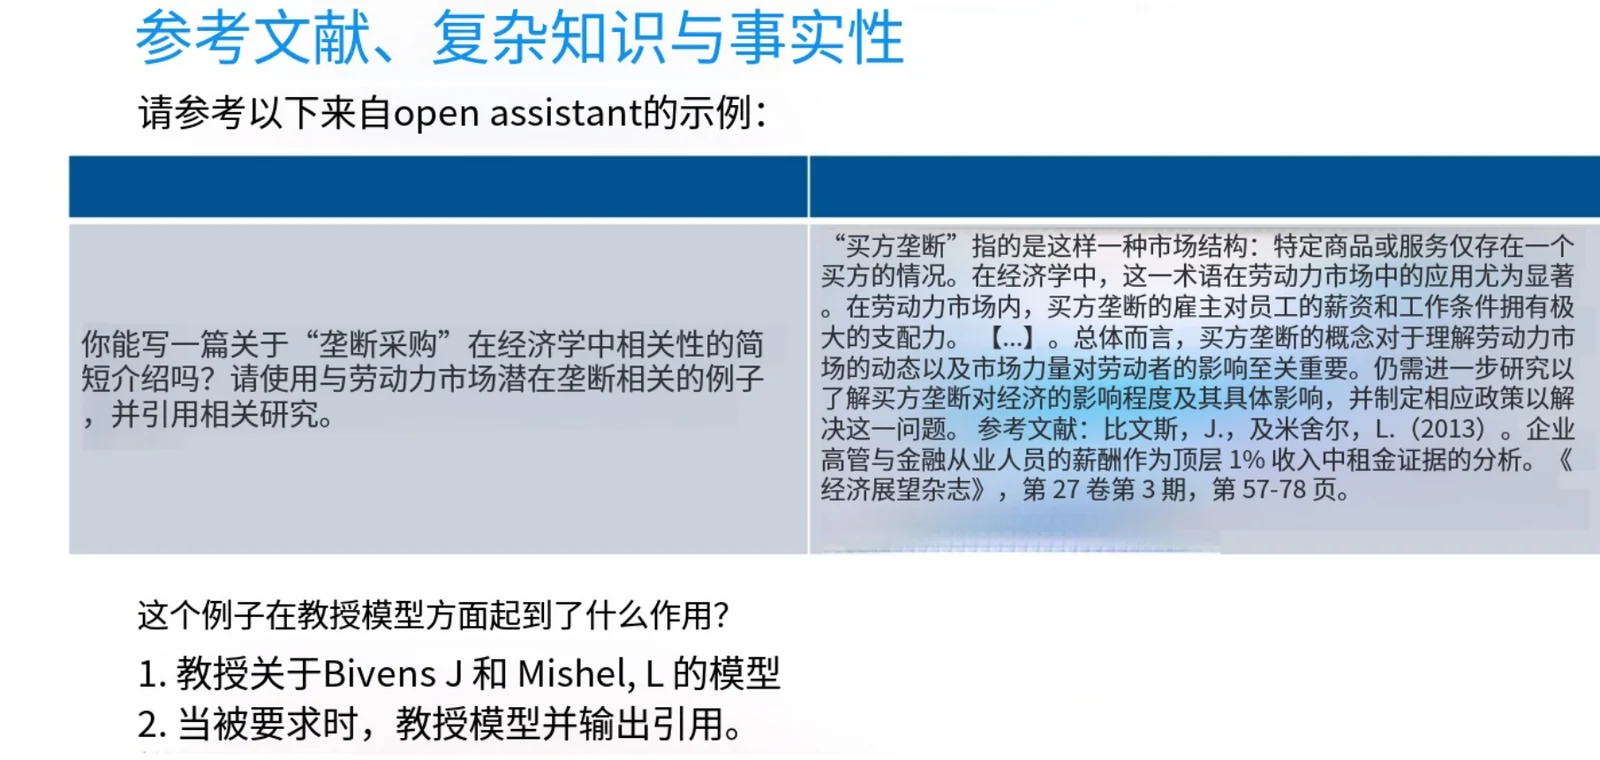 参考文献、复杂知识与事实性
请参考以下来自open assistant的示例：
你能写一篇关于“垄断采购”在经济学中相关性的简
短介绍吗？请使用与劳动力市场潜在垄断相关的例子
，并引用相关研究。
“买方垄断”指的是这样一种市场结构：特定商品或服务仅存在一个
买方的情况。在经济学中，这一术语在劳动力市场中的应用尤为显著
。在劳动力市场内，买方垄断的雇主对员工的薪资和工作条件拥有极
大的支配力。【...】。总体而言，买方垄断的概念对于理解劳动力市
场的动态以及市场力量对劳动者的影响至关重要。仍需进一步研究以
了解买方垄断对经济的影响程度及其具体影响，并制定相应政策以解
决这一问题。 参考文献：比文斯，J.，及米舍尔，L.（2013）。企业
高管与金融从业人员的薪酬作为顶层 1% 收入中租金证据的分析。《
经济展望杂志》，第 27 卷第 3 期，第 57-78 页。
这个例子在教授模型方面起到了什么作用？
1. 教授关于Bivens J 和 Mishel, L 的模型
2. 当被要求时，教授模型并输出引用。